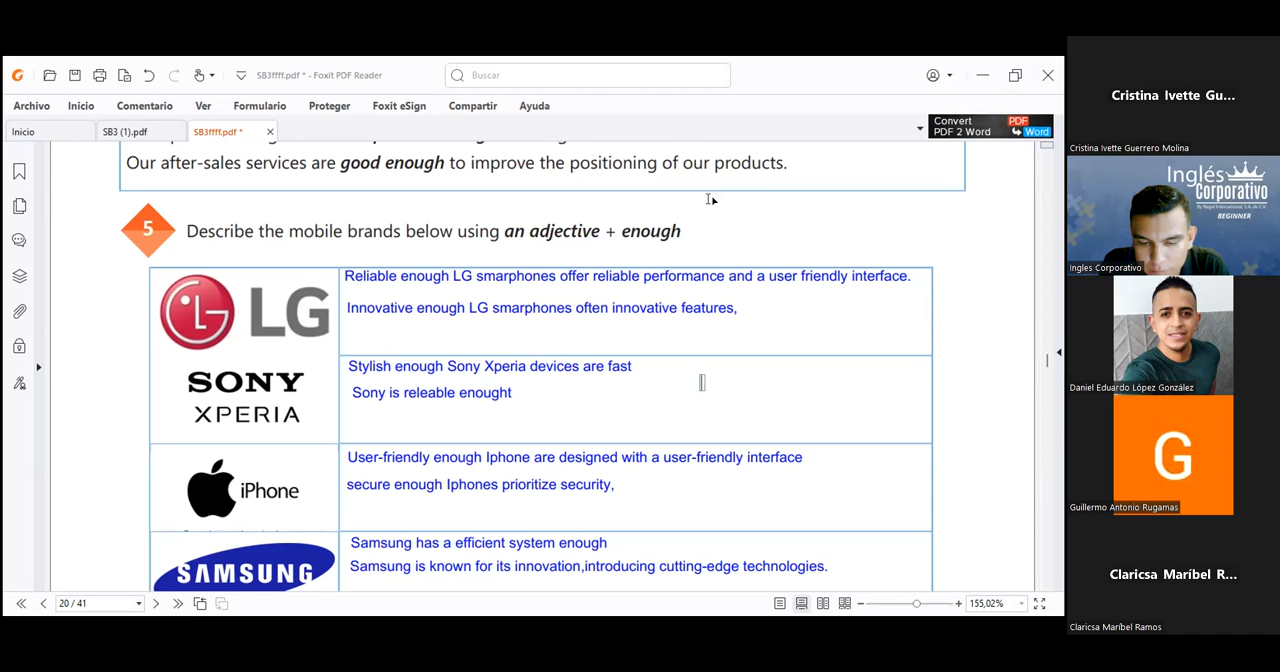 SB3ffff.pdf * - Foxit PDF Reader
Buscar
Archivo Inicio Comentario Ver Formulario Proteger Foxit eSign Compartir Ayuda
Inicio SB3 (1).pdf SB3ffff.pdf *
Convert PDF
PDF 2 Word Word
Our after-sales services are good enough to improve the positioning of our products.
5 Describe the mobile brands below using an adjective + enough
LG
Reliable enough LG smarphones offer reliable performance and a user friendly interface.
Innovative enough LG smarphones often innovative features,
SONY
XPERIA
Stylish enough Sony Xperia devices are fast
Sony is releable enought
iPhone
User-friendly enough Iphone are designed with a user-friendly interface
secure enough Iphones prioritize security,
SAMSUNG
Samsung has a efficient system enough
Samsung is known for its innovation,introducing cutting-edge technologies.
20 / 41
155,02%
Cristina Ivette Gu...
Cristina Ivette Guerrero Molina
Inglés
Corporativo
By Regal International, S.A. de C.V.
BEGINNER
Ingles Corporativo
Daniel Eduardo López González
G
Guillermo Antonio Rugamas
Claricsa Maríbel R...
Claricsa Maríbel Ramos